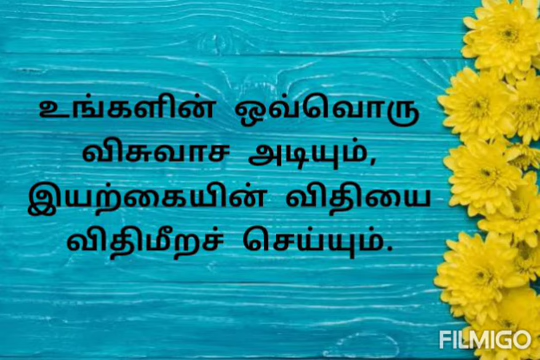 உங்களின் ஒவ்வொரு
விசுவாச அடியும்,
இயற்கையின் விதியை
விதிமீறச் செய்யும்.
FILMIGO